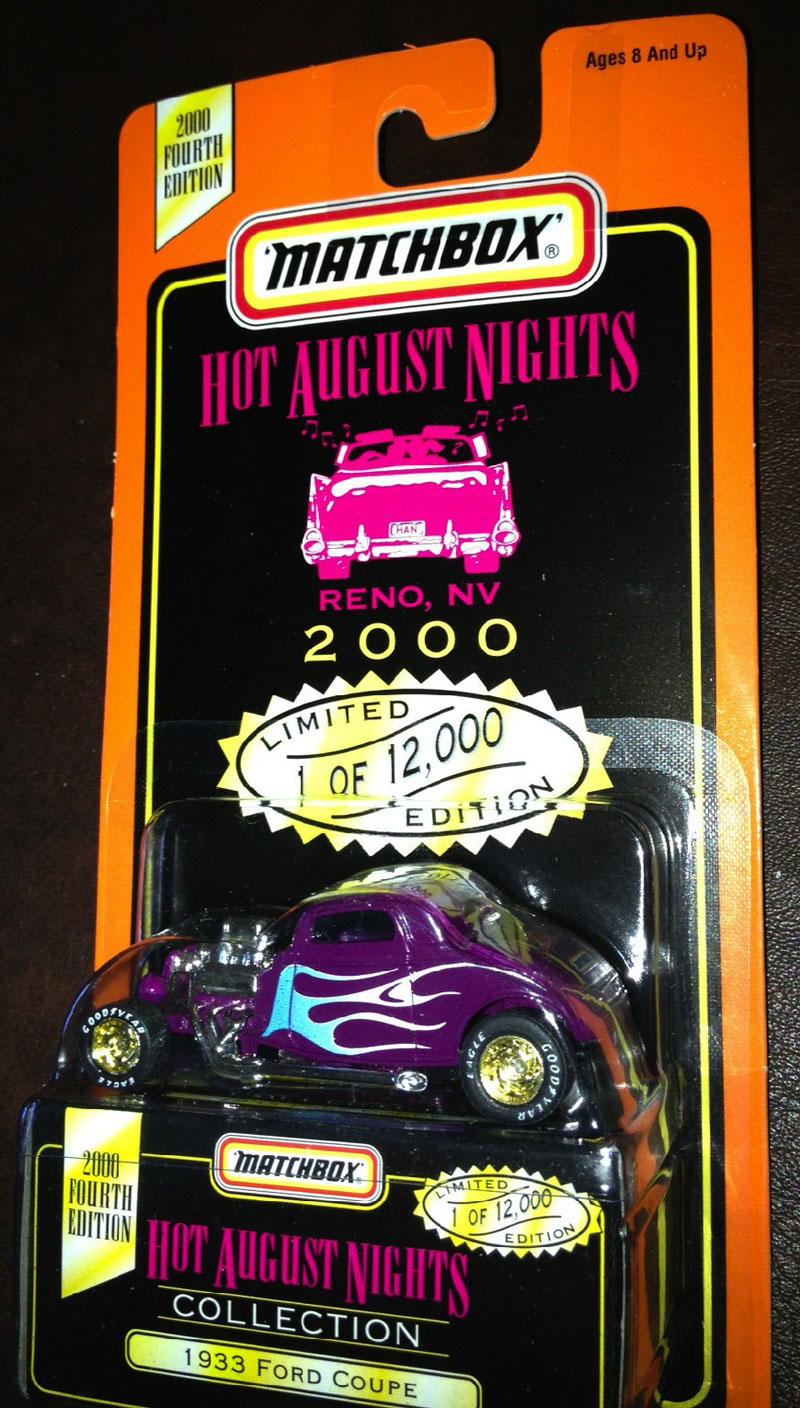 Ages 8 And Up
2000
FOURTH
EDITION
'MATCHBOX'®
HOT AUGUST NIGHTS
HAN
RENO, NV
2000
LIMITED
1 OF 12,000
EDITION
GOODYEAR
EAGLE
EAGLE
GOODYEAR
2000
FOURTH
EDITION
'MATCHBOX'®
LIMITED
1 OF 12,000
EDITION
HOT AUGUST NIGHTS
COLLECTION
1933 FORD COUPE